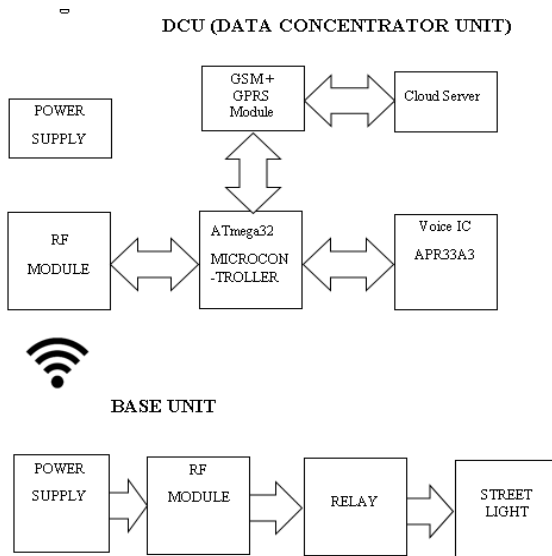 DCU (DATA CONCENTRATOR UNIT)
GSM +
GPRS
Module
Cloud Server
POWER
SUPPLY
RF
MODULE
ATmega32
MICROCON
-TROLLER
Voice IC
APR33A3
BASE UNIT
POWER
SUPPLY
RF
MODULE
RELAY
STREET
LIGHT